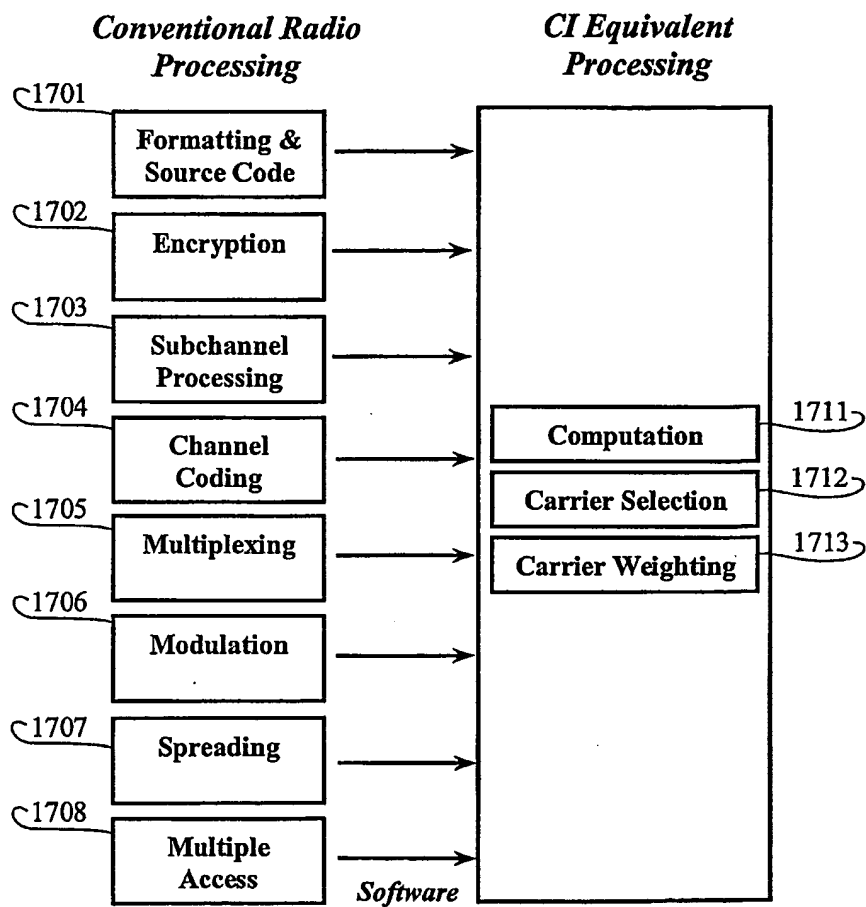 Conventional Radio
Processing
CI Equivalent
Processing
1701
Formatting &
Source Code
1702
Encryption
1703
Subchannel
Processing
1704
Channel
Coding
1705
Multiplexing
1706
Modulation
1707
Spreading
1708
Multiple
Access
Software
Computation
1711
Carrier Selection
1712
Carrier Weighting
1713